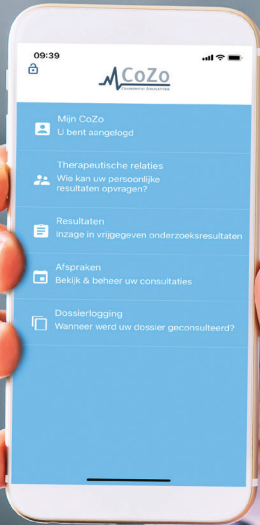 09:39
CoZo
Mijn CoZo
U bent aangelogd
Therapeutische relaties
Wie kan uw persoonlijke
resultaten opvragen?
Resultaten
Inzage in vrijgegeven onderzoeksresultaten
Afspraken
Bekijk & beheer uw consultaties
Dossierlogging
Wanneer werd uw dossier geconsulteerd?